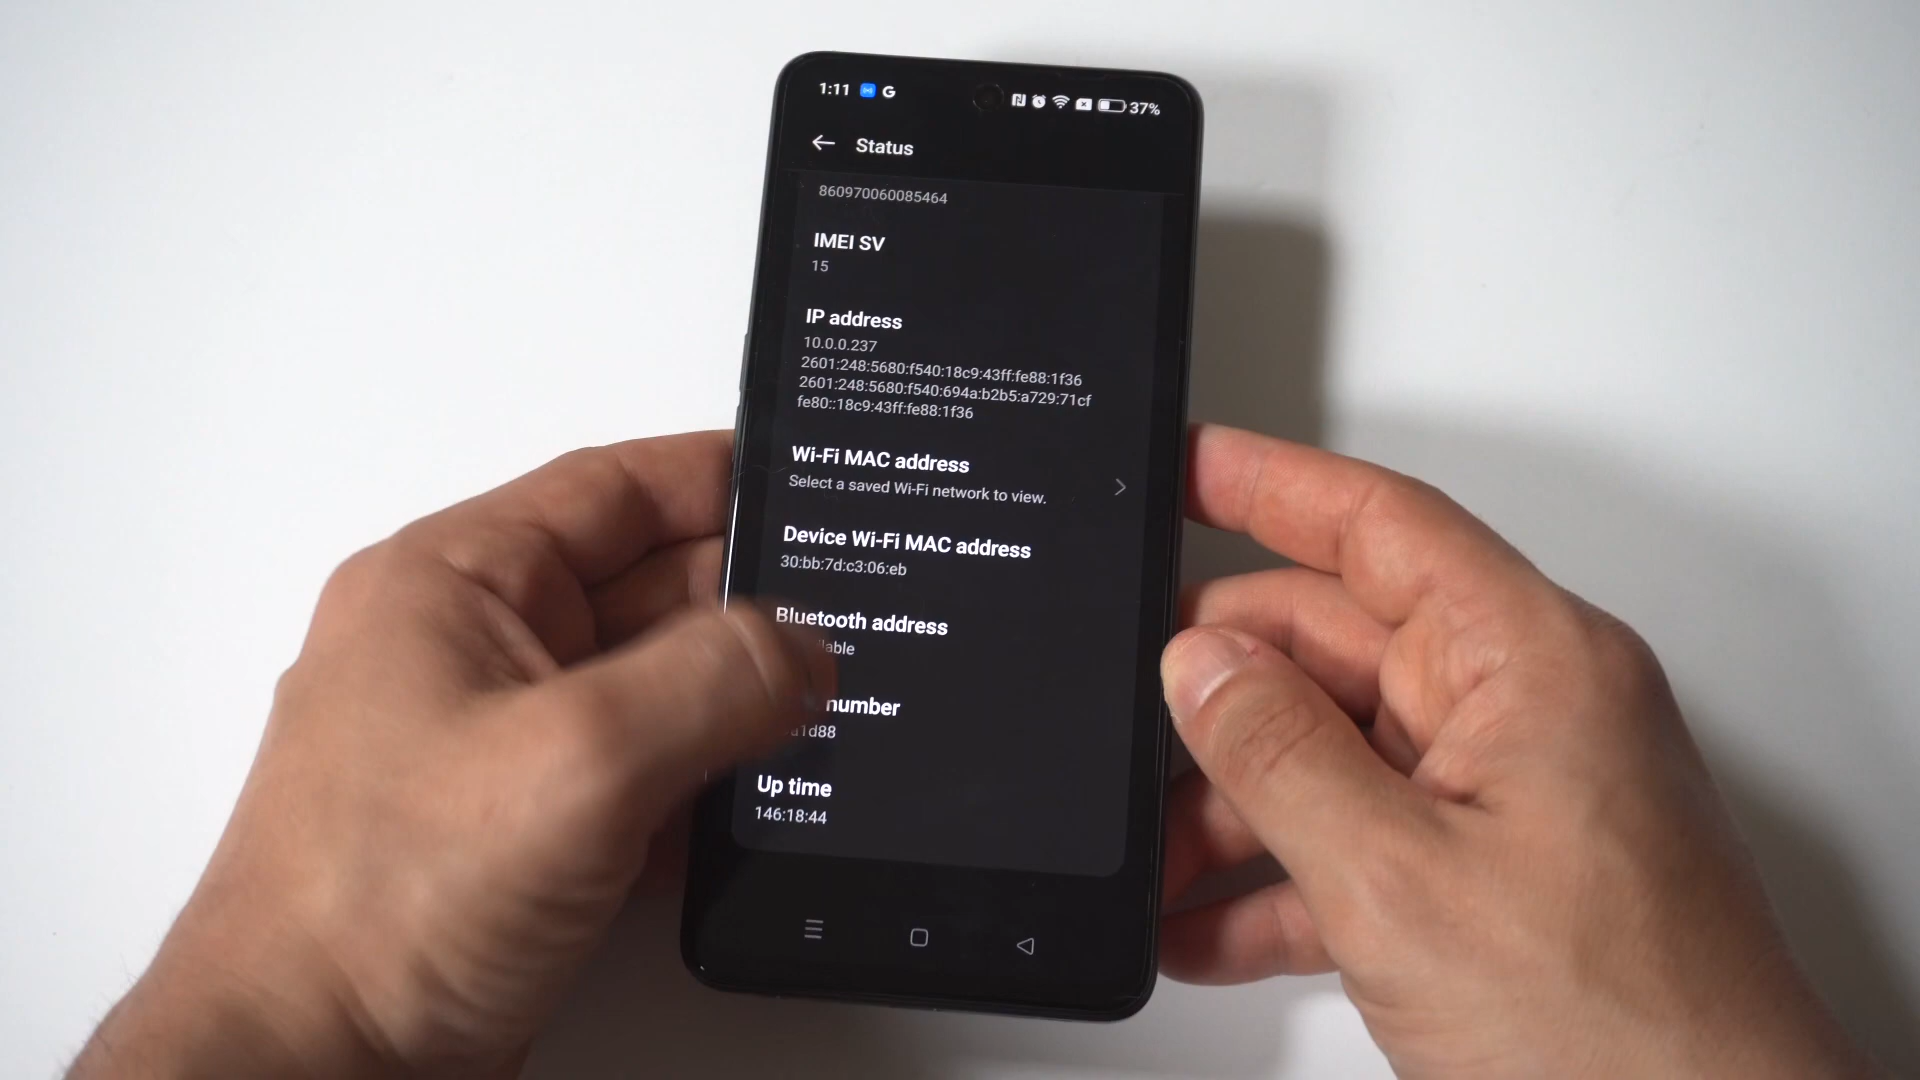 1:11 G 37%
Status
860970060085464
IMEI SV
15
IP address
10.0.0.237
2601:248:5680:f540:18c9:43ff:fe88:1f36
2601:248:5680:f540:694a:b2b5:a729:71cf
fe80::18c9:43ff:fe88:1f36
Wi-Fi MAC address
Select a saved Wi-Fi network to view.
Device Wi-Fi MAC address
30:bb:7d:c3:06:eb
Bluetooth address
number
Up time
146:18:44